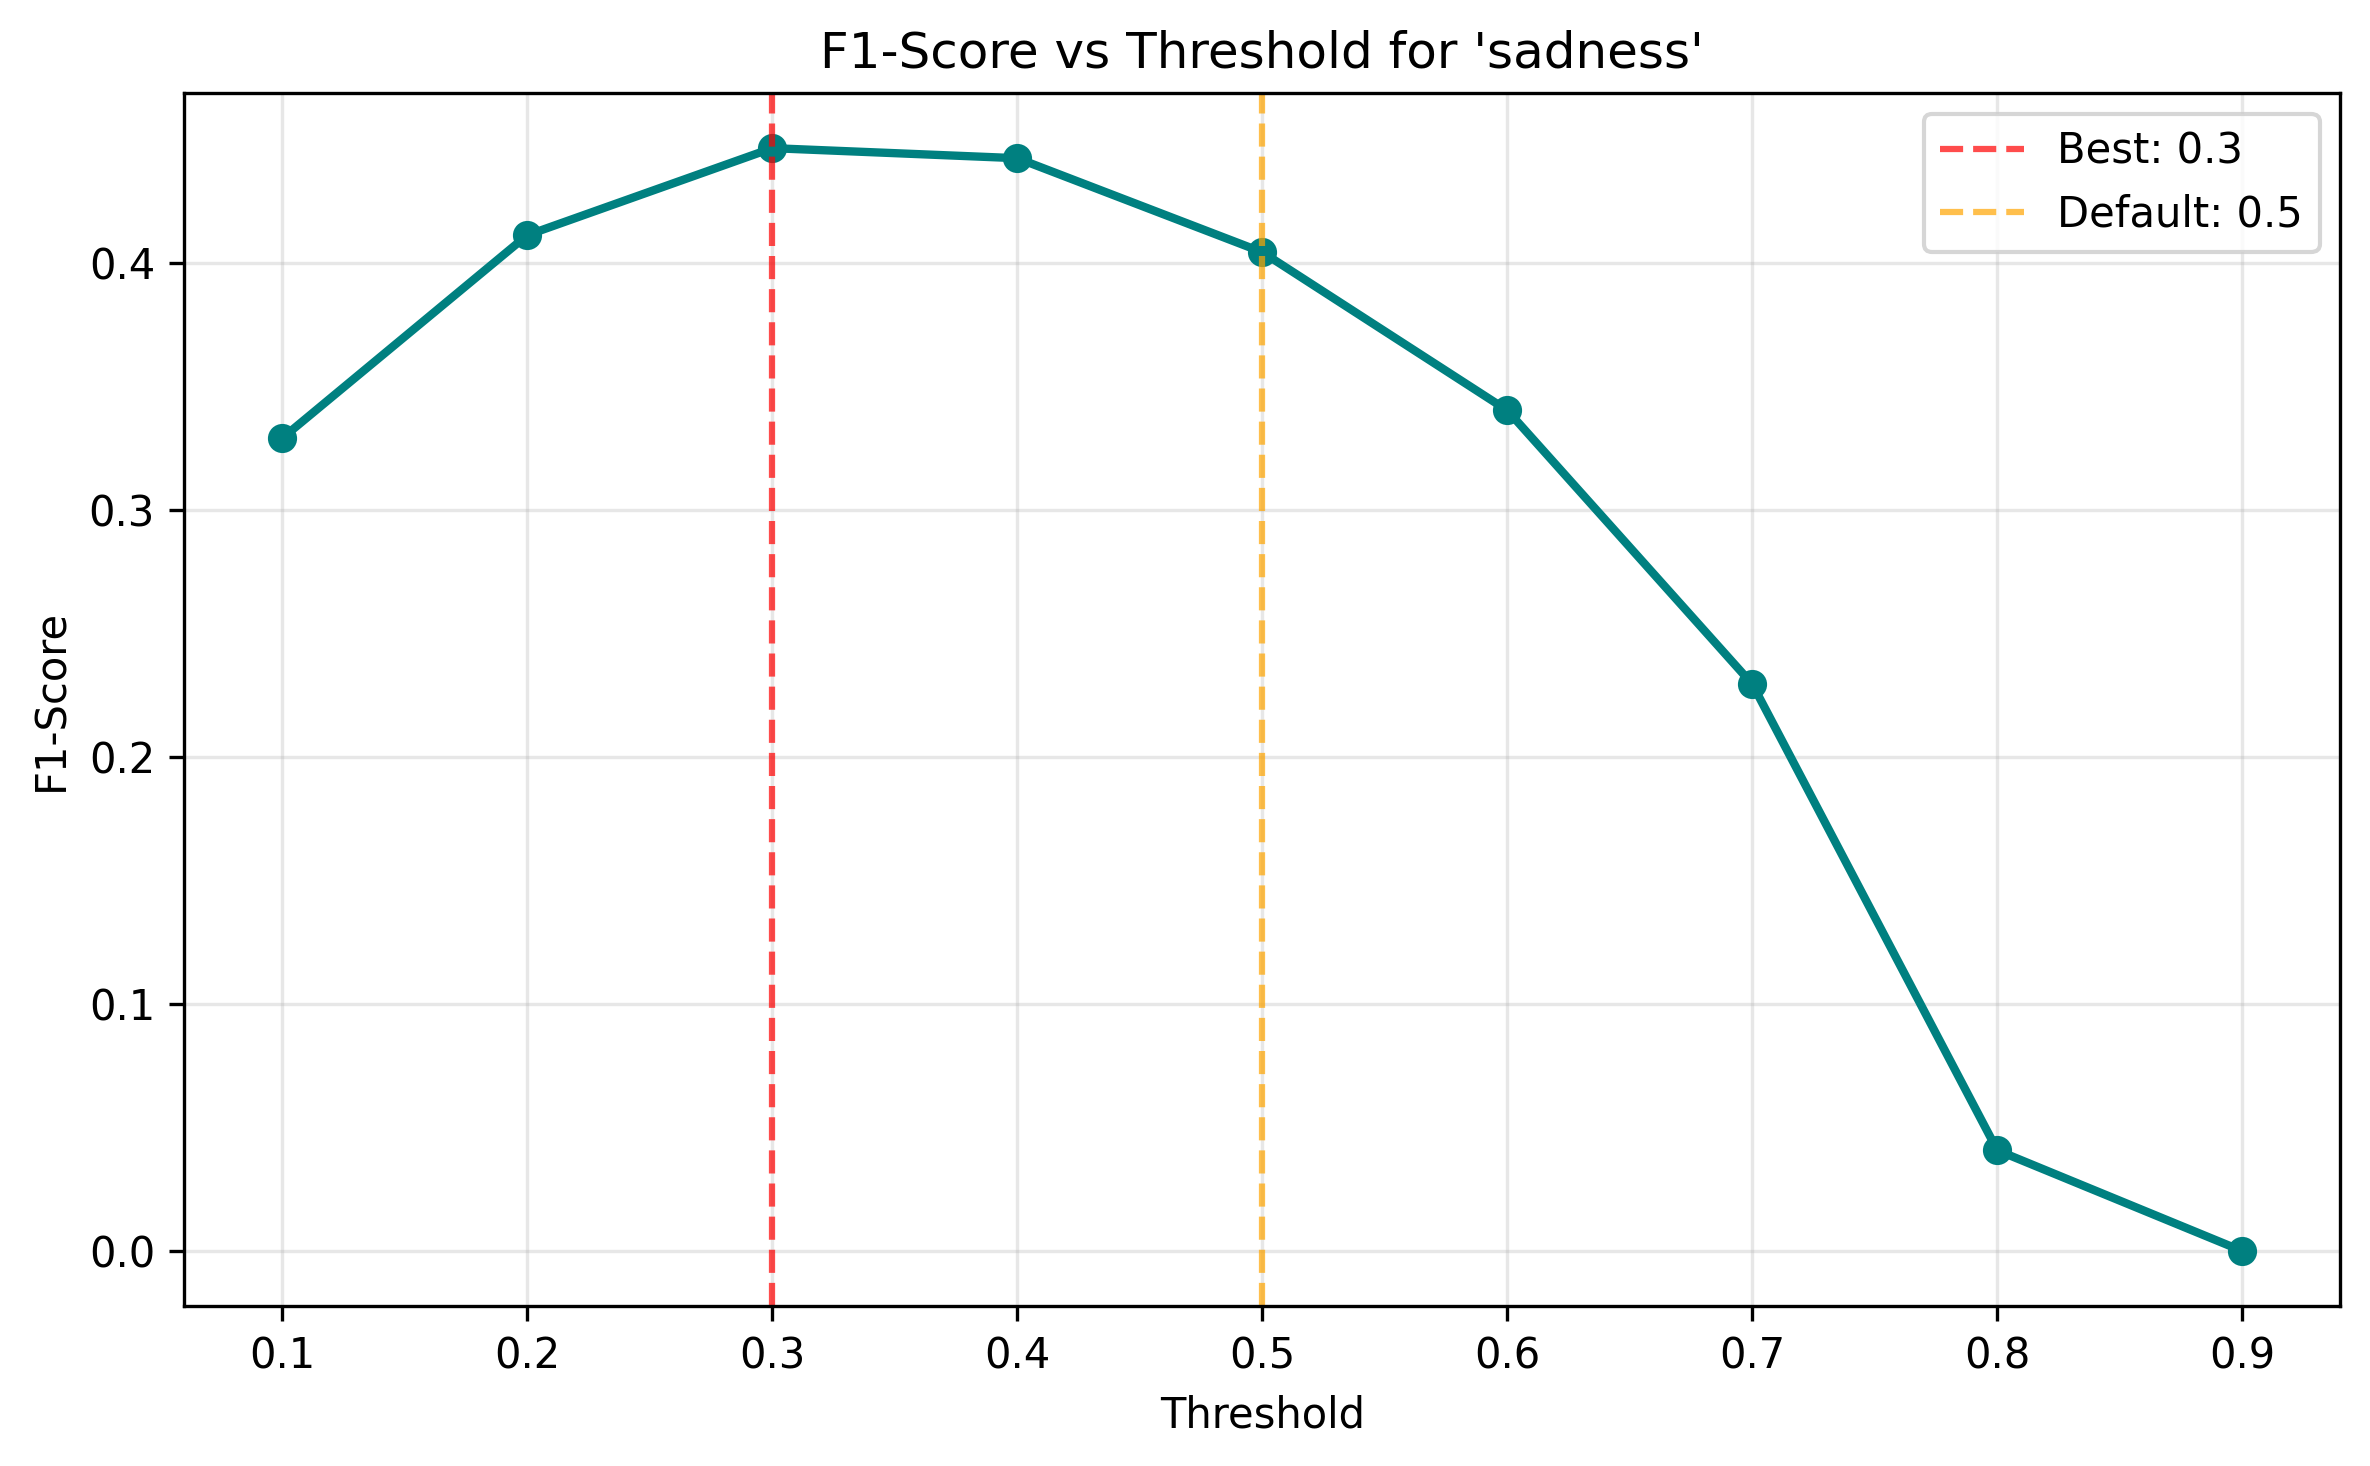 F1-Score vs Threshold for 'sadness'
Best: 0.3
Default: 0.5
F1-Score
0.4
0.3
0.2
0.1
0.0
0.1 0.2 0.3 0.4 0.5 0.6 0.7 0.8 0.9
Threshold